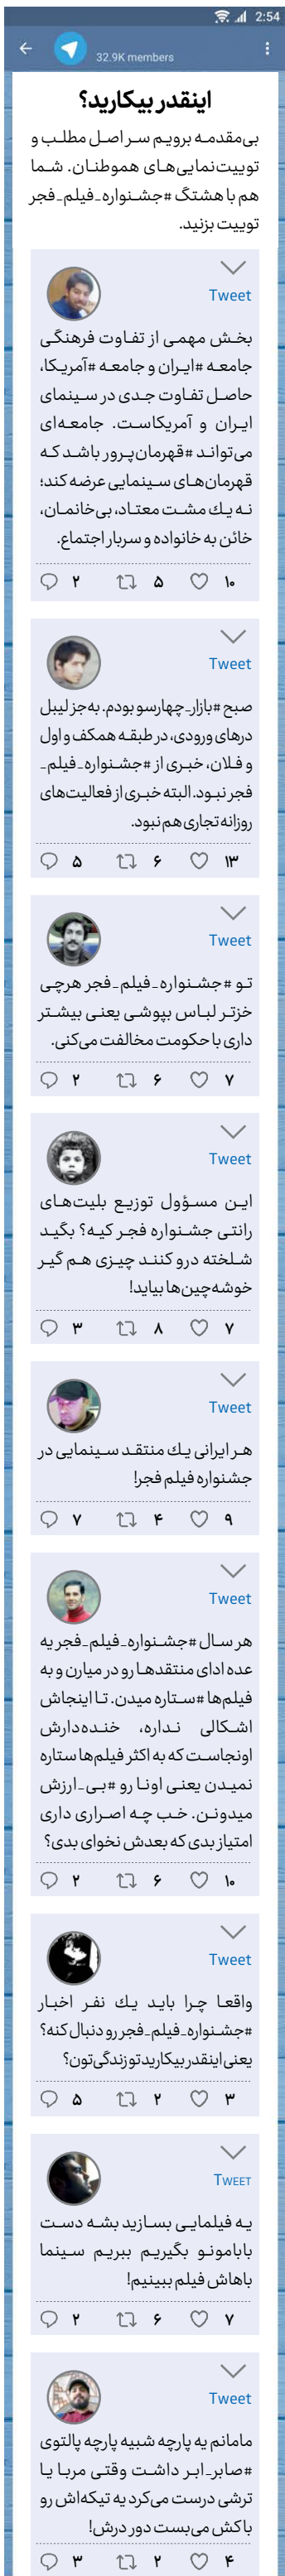 2:54
32.9K members
اینقدر بیکارید؟
بی‌مقدمه برویم سر اصل مطلب و
توییت‌نمایی‌های هموطنان. شما
هم با هشتگ #جشنواره_فیلم_فجر
توییت بزنید.
Tweet
بخش مهمی از تفاوت فرهنگی
جامعه #ایران و جامعه #آمریکا،
حاصل تفاوت جدی در سینمای
ایران و آمریکاست. جامعه‌ای
می‌تواند #قهرمان‌پرور باشد که
قهرمان‌های سینمایی عرضه کند؛
نه یك مشت معتاد، بی‌خانمان،
خائن به خانواده و سربار اجتماع.
۲ ۵ ۱۰
Tweet
صبح #بازار_چهارسو بودم. به‌جز لیبل
درهای ورودی، در طبقه همکف و اول
و فلان، خبری از #جشنواره_فیلم_
فجر نبود. البته خبری از فعالیت‌های
روزانه تجاری هم نبود.
۵ ۶ ۱۳
Tweet
تو #جشنواره_فیلم_فجر هرچی
خزتر لباس بپوشی یعنی بیشتر
داری با حکومت مخالفت می‌کنی.
۲ ۶ ۷
Tweet
این مسؤول توزیع بلیت‌های
رانتی جشنواره فجر کیه؟ بگید
شلخته درو کنند چیزی هم گیر
خوشه‌چین‌ها بیاید!
۳ ۸ ۷
Tweet
هر ایرانی یك منتقد سینمایی در
جشنواره فیلم فجر!
۷ ۴ ۹
Tweet
هر سال #جشنواره_فیلم_فجر یه
عده ادای منتقدها رو در میارن و به
فیلم‌ها #ستاره میدن. تا اینجاش
اشکالی نداره، خنده‌دارش
اونجاست که به اکثر فیلم‌ها ستاره
نمیدن یعنی اونا رو #بی_ارزش
میدونن. خب چه اصراری داری
امتیاز بدی که بعدش نخوای بدی؟
۲ ۶ ۱۰
Tweet
واقعا چرا باید یك نفر اخبار
#جشنواره_فیلم_فجر رو دنبال کنه؟
یعنی اینقدر بیکارید تو زندگی‌تون؟
۵ ۲ ۳
Tweet
یه فیلمایی بسازید بشه دست
بابامونو بگیریم ببریم سینما
باهاش فیلم ببینیم!
۲ ۶ ۷
Tweet
مامانم یه پارچه شبیه پارچه پالتوی
#صابر_ابر داشت وقتی مربا یا
ترشی درست می‌کرد یه تیکه‌اش رو
با کش می‌بست دور درش!
۳ ۲ ۴